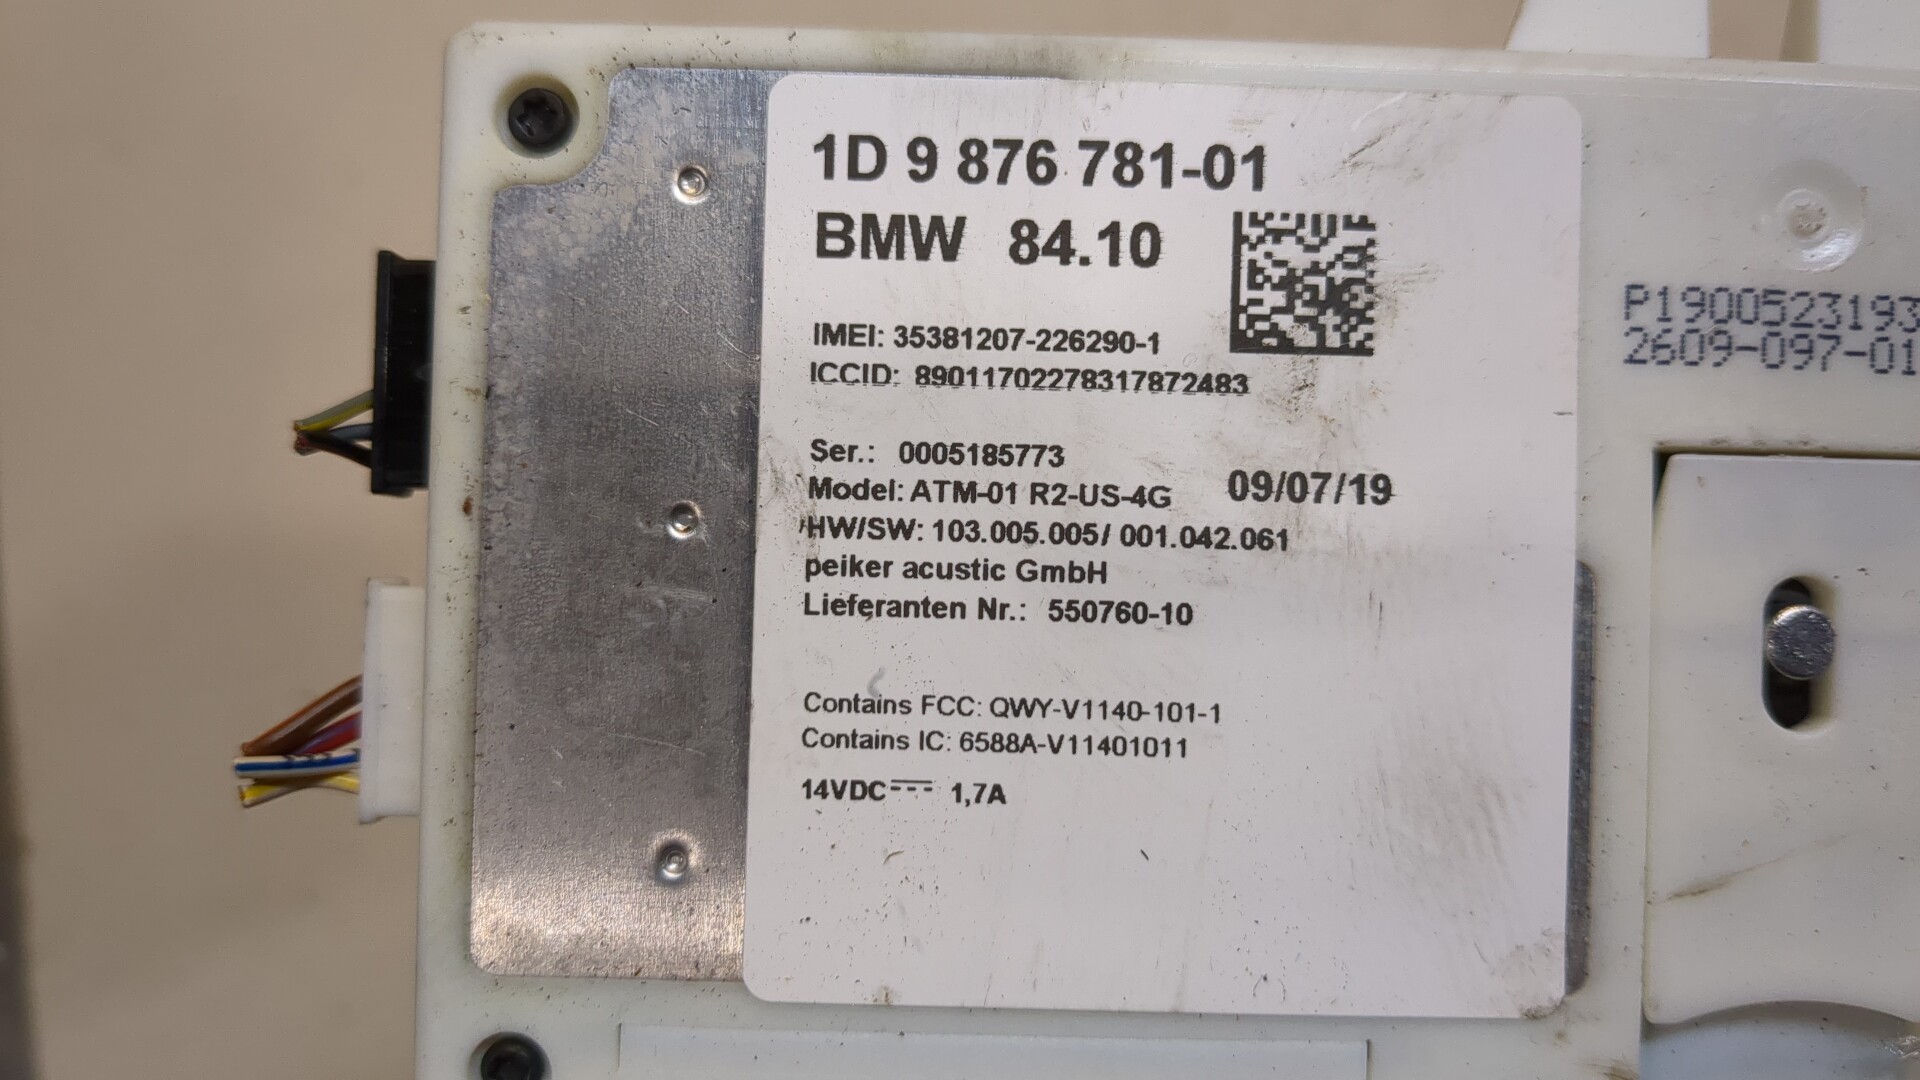 1D 9 876 781-01
BMW 84.10
IMEI: 35381207-226290-1
ICCID: 89011702278317872483
Ser.: 0005185773
Model: ATM-01 R2-US-4G 09/07/19
HW/SW: 103.005.005/ 001.042.061
peiker acustic GmbH
Lieferanten Nr.: 550760-10
Contains FCC: QWY-V1140-101-1
Contains IC: 6588A-V11401011
14VDC 1,7A
P1900523193
2609-097-01